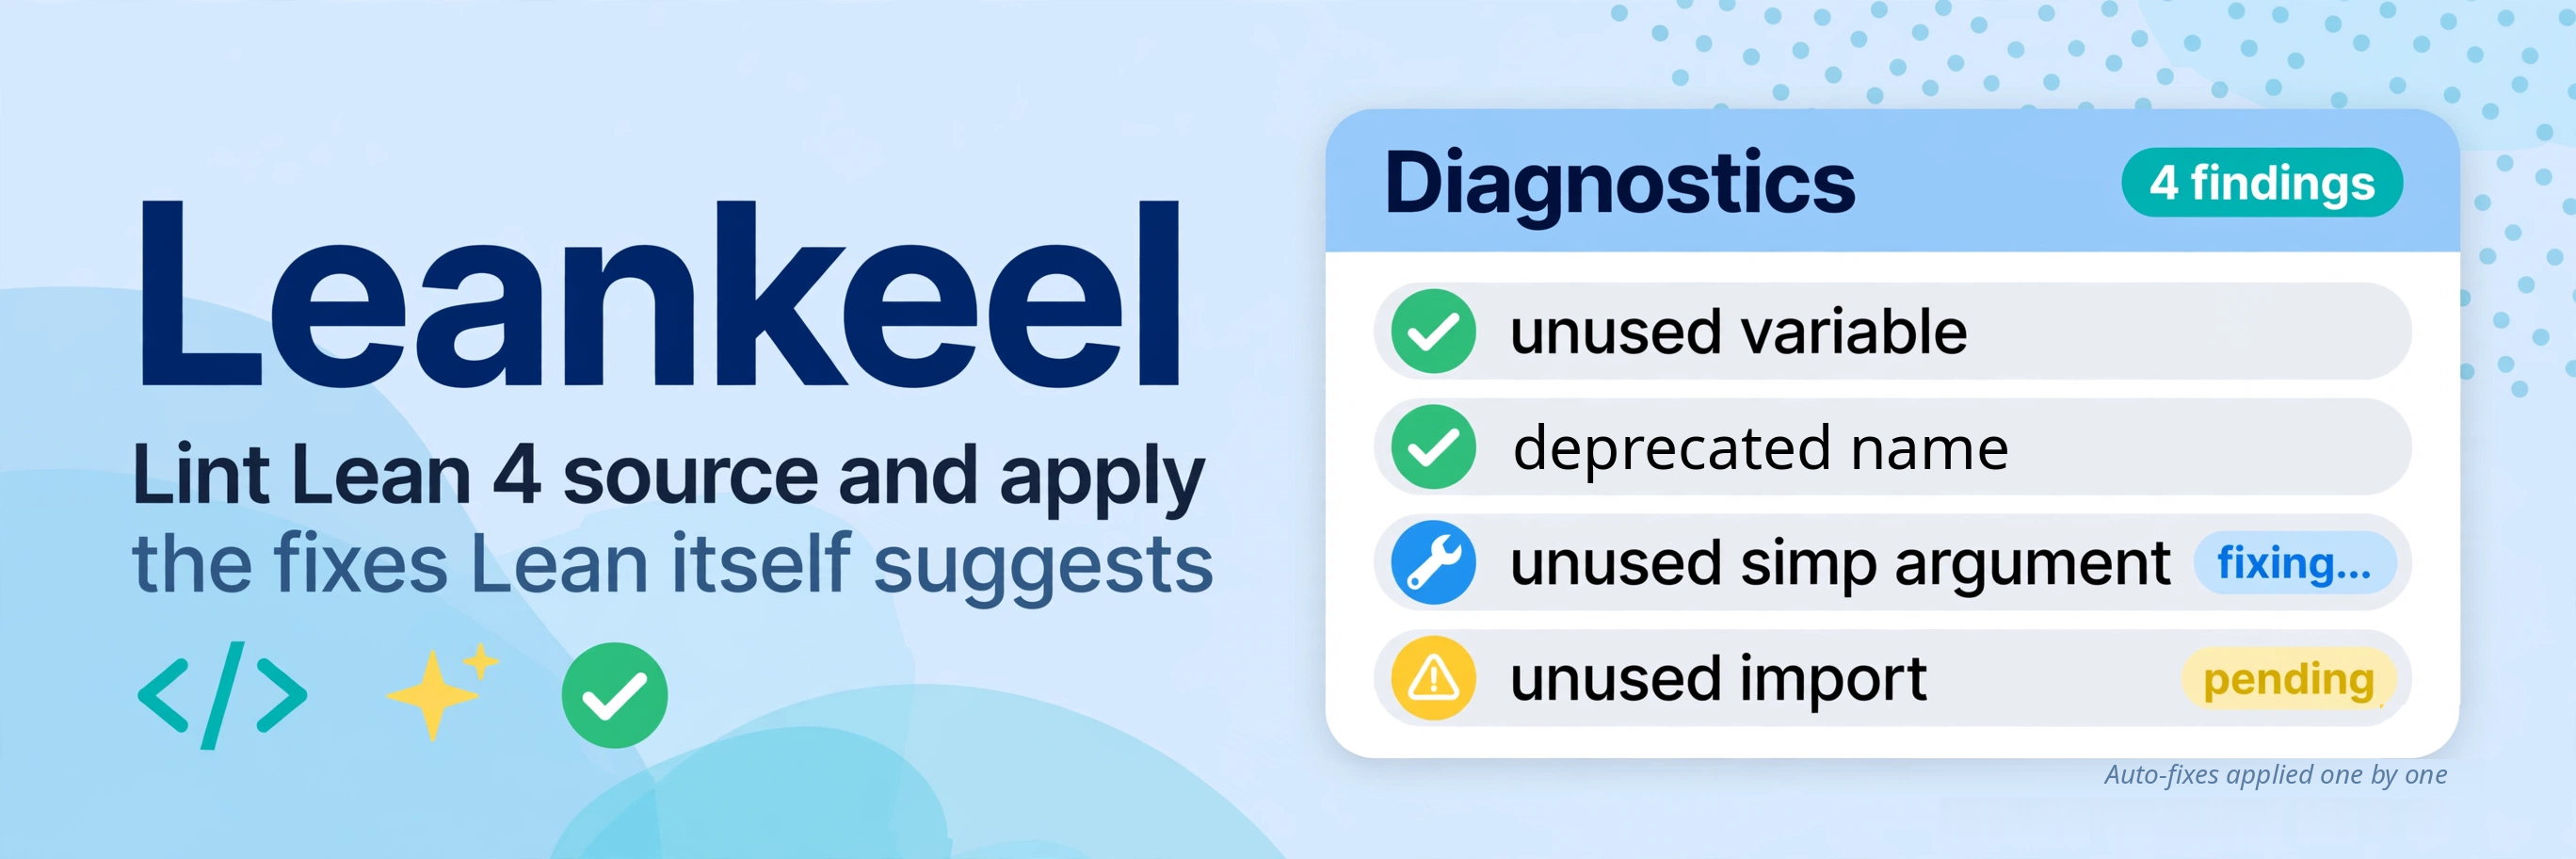 Leankeel
Lint Lean 4 source and apply
the fixes Lean itself suggests
Diagnostics
4 findings
unused variable
deprecated name
unused simp argument
fixing...
unused import
pending
Auto-fixes applied one by one